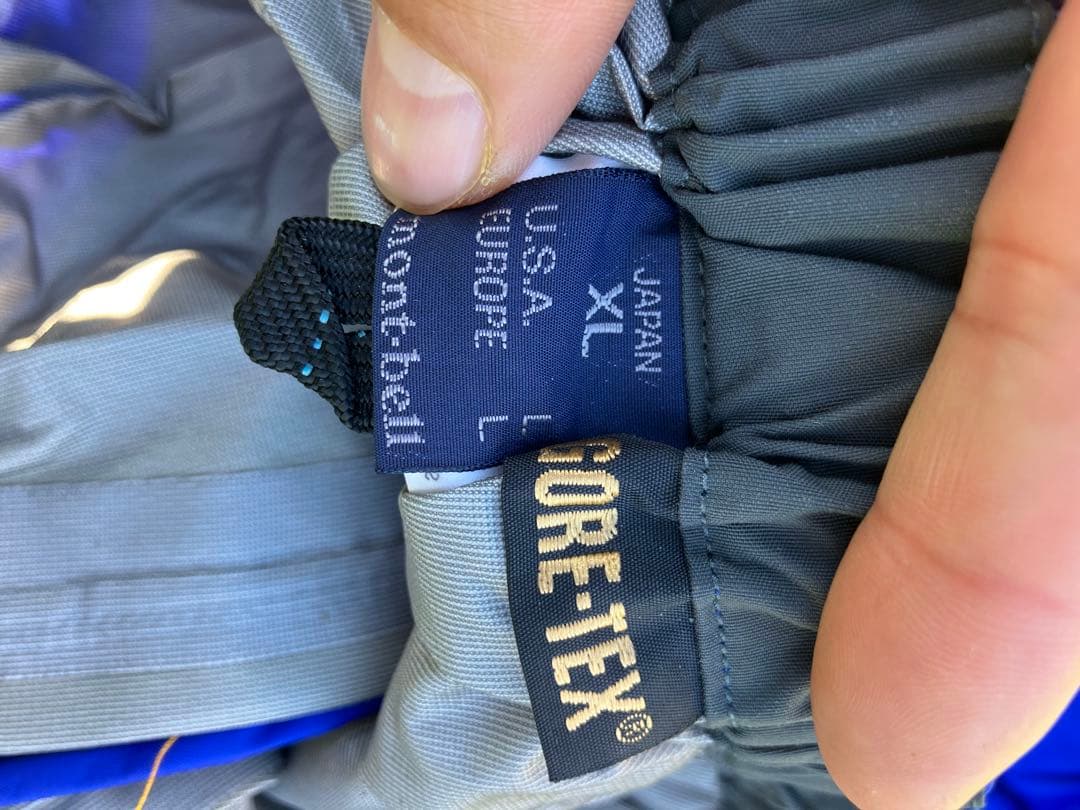 JAPAN
XL
U.S.A. L
EUROPE L
mont-bell
GORE-TEX®